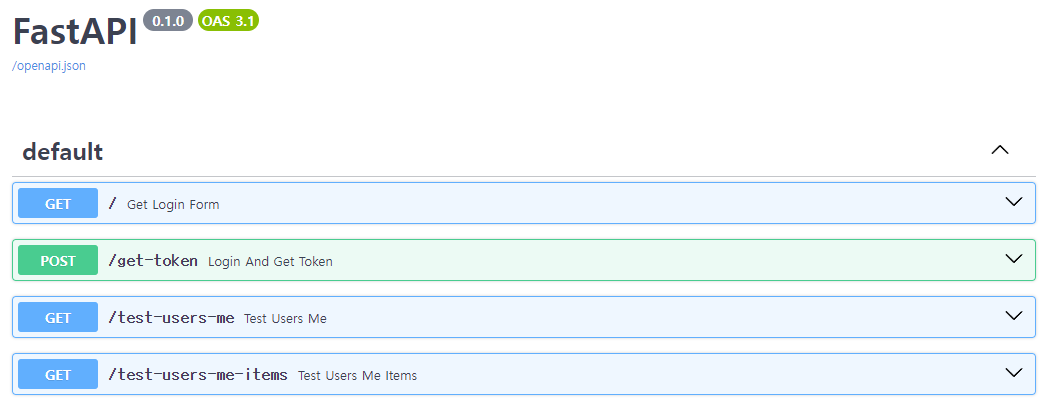 FastAPI 0.1.0 OAS 3.1
/openapi.json
default
GET / Get Login Form
POST /get-token Login And Get Token
GET /test-users-me Test Users Me
GET /test-users-me-items Test Users Me Items